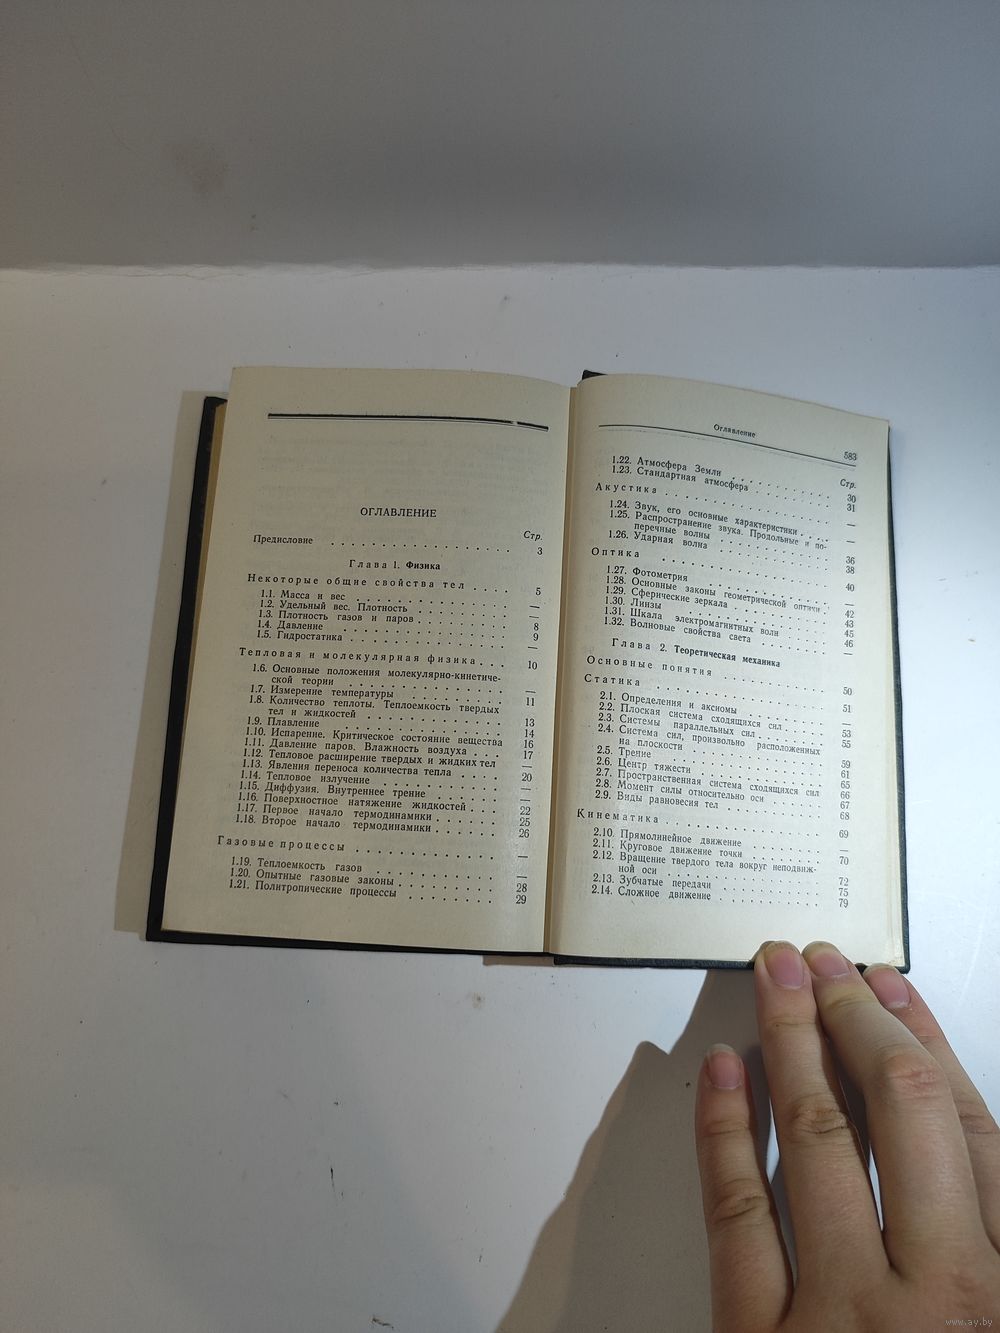 ОГЛАВЛЕНИЕ
Стр.
Предисловие . . . 3
Глава 1. Физика
Некоторые общие свойства тел . . . . 5
1.1. Масса и вес . . . —
1.2. Удельный вес. Плотность . . . —
1.3. Плотность газов и паров . . . 8
1.4. Давление . . . 9
1.5. Гидростатика . . . —
Тепловая и молекулярная физика . . . 10
1.6. Основные положения молекулярно-кинетиче-
ской теории . . . —
1.7. Измерение температуры . . . 11
1.8. Количество теплоты. Теплоемкость твердых
тел и жидкостей . . . 13
1.9. Плавление . . . 14
1.10. Испарение. Критическое состояние вещества 16
1.11. Давление паров. Влажность воздуха . . . 17
1.12. Тепловое расширение твердых и жидких тел —
1.13. Явления переноса количества тепла . . . 20
1.14. Тепловое излучение . . . —
1.15. Диффузия. Внутреннее трение . . . —
1.16. Поверхностное натяжение жидкостей . . . 22
1.17. Первое начало термодинамики . . . 25
1.18. Второе начало термодинамики . . . 26
Газовые процессы . . . —
1.19. Теплоемкость газов . . . —
1.20. Опытные газовые законы . . . 28
1.21. Политропические процессы . . . 29
Оглавление 583
Стр.
1.22. Атмосфера Земли . . . 30
1.23. Стандартная атмосфера . . . 31
Акустика . . . —
1.24. Звук, его основные характеристики . . . —
1.25. Распространение звука. Продольные и по-
перечные волны . . . 36
1.26. Ударная волна . . . 38
Оптика . . . 40
1.27. Фотометрия . . . —
1.28. Основные законы геометрической оптики . 42
1.29. Сферические зеркала . . . 43
1.30. Линзы . . . 45
1.31. Шкала электромагнитных волн . . . 46
1.32. Волновые свойства света . . . —
Глава 2. Теоретическая механика
Основные понятия . . . 50
Статика . . . 51
2.1. Определения и аксиомы . . . —
2.2. Плоская система сходящихся сил . . . 53
2.3. Системы параллельных сил . . . 55
2.4. Система сил, произвольно расположенных
на плоскости . . . 59
2.5. Трение . . . 61
2.6. Центр тяжести . . . 65
2.7. Пространственная система сходящихся сил 66
2.8. Момент силы относительно оси . . . 67
2.9. Виды равновесия тел . . . 68
Кинематика . . . 69
2.10. Прямолинейное движение . . . —
2.11. Круговое движение точки . . . 70
2.12. Вращение твердого тела вокруг неподвиж-
ной оси . . . 72
2.13. Зубчатые передачи . . . 75
2.14. Сложное движение . . . 79
www.ay.by